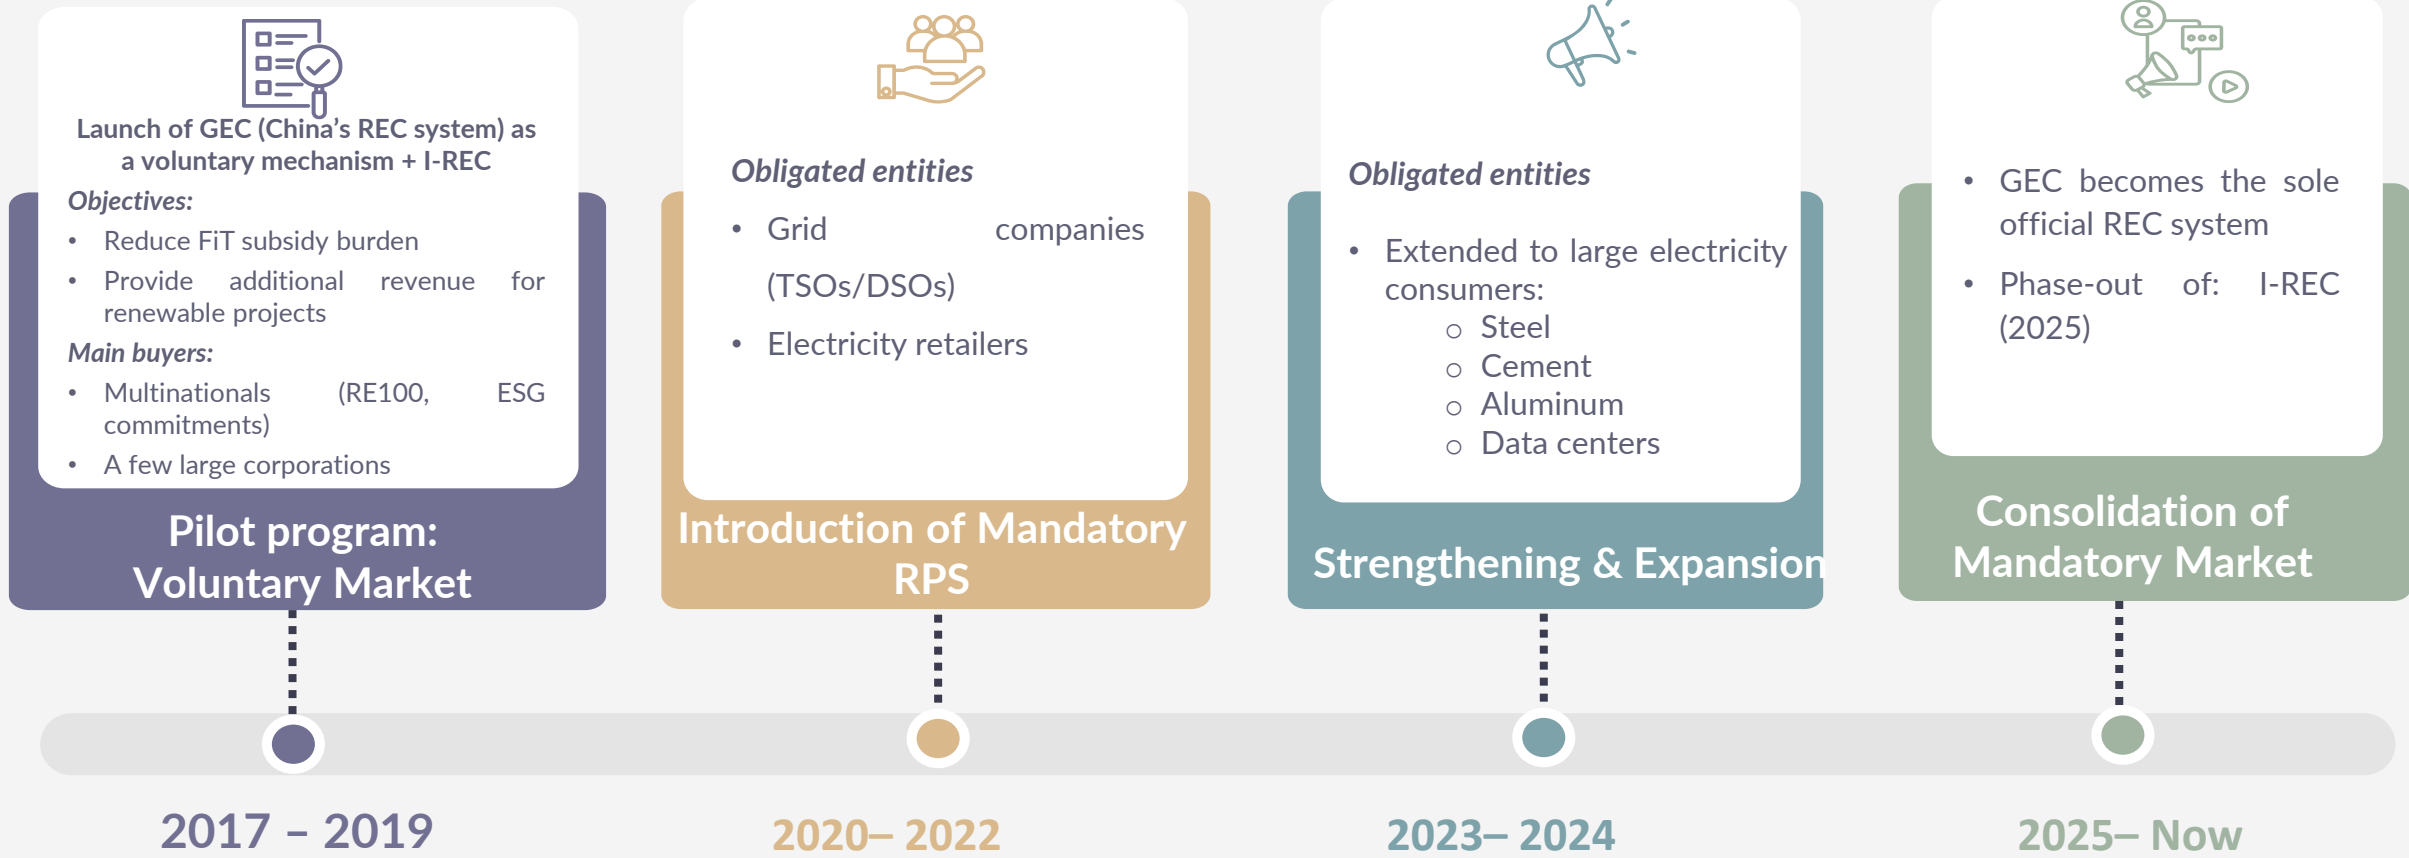 Launch of GEC (China’s REC system) as
a voluntary mechanism + I-REC
Objectives:
• Reduce FiT subsidy burden
• Provide additional revenue for
renewable projects
Main buyers:
• Multinationals (RE100, ESG
commitments)
• A few large corporations
Pilot program:
Voluntary Market
2017 – 2019
Obligated entities
• Grid companies
(TSOs/DSOs)
• Electricity retailers
Introduction of Mandatory
RPS
2020– 2022
Obligated entities
• Extended to large electricity
consumers:
o Steel
o Cement
o Aluminum
o Data centers
Strengthening & Expansion
2023– 2024
• GEC becomes the sole
official REC system
• Phase-out of: I-REC
(2025)
Consolidation of
Mandatory Market
2025– Now